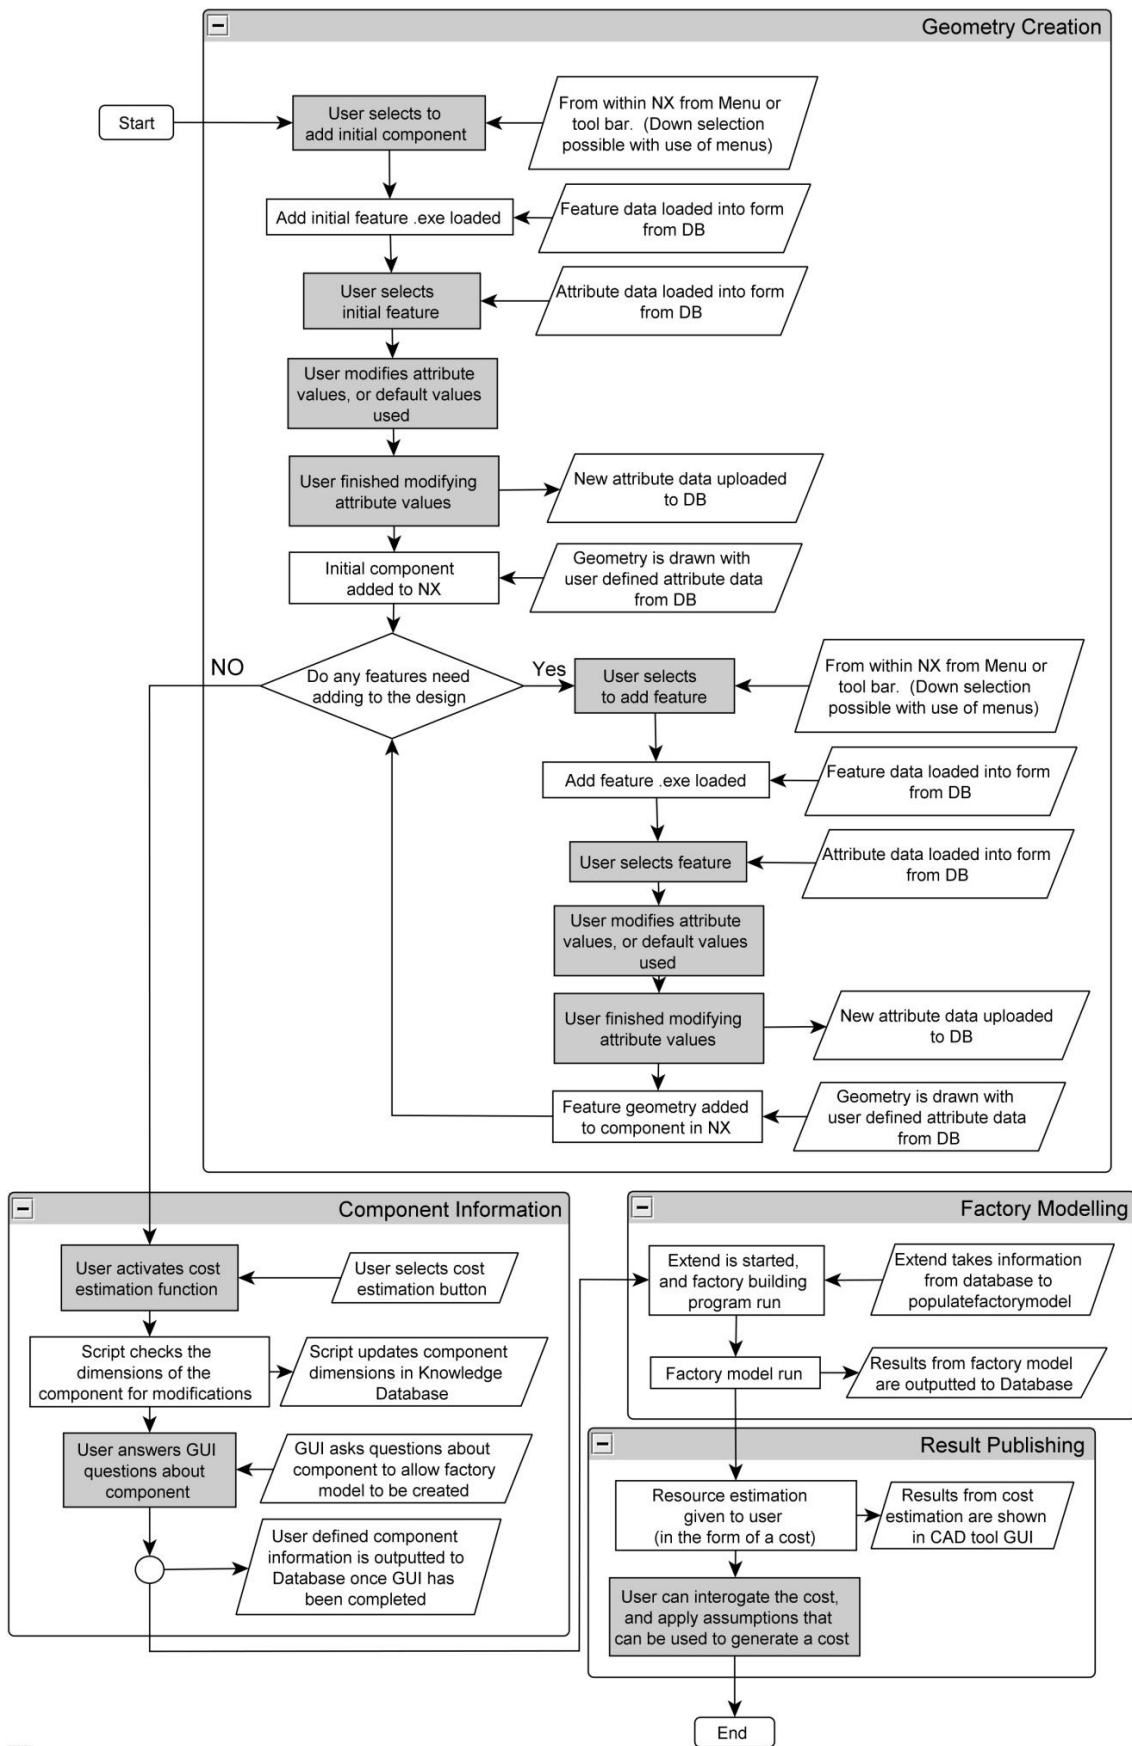 Geometry Creation
Start
User selects to
add initial component
From within NX from Menu or
tool bar. (Down selection
possible with use of menus)
Add initial feature .exe loaded
Feature data loaded into form
from DB
User selects
initial feature
Attribute data loaded into form
from DB
User modifies attribute
values, or default values
used
User finished modifying
attribute values
New attribute data uploaded
to DB
Initial component
added to NX
Geometry is drawn with
user defined attribute data
from DB
NO
Do any features need
adding to the design
Yes
User selects
to add feature
From within NX from Menu or
tool bar. (Down selection
possible with use of menus)
Add feature .exe loaded
Feature data loaded into form
from DB
User selects feature
Attribute data loaded into form
from DB
User modifies attribute
values, or default values
used
User finished modifying
attribute values
New attribute data uploaded
to DB
Feature geometry added
to component in NX
Geometry is drawn with
user defined attribute data
from DB
Component Information
User activates cost
estimation function
User selects cost
estimation button
Script checks the
dimensions of the
component for modifications
Script updates component
dimensions in Knowledge
Database
User answers GUI
questions about
component
GUI asks questions about
component to allow factory
model to be created
User defined component
information is outputted to
Database once GUI has
been completed
Factory Modelling
Extend is started,
and factory building
program run
Extend takes information
from database to
populatefactorymodel
Factory model run
Results from factory model
are outputted to Database
Result Publishing
Resource estimation
given to user
(in the form of a cost)
Results from cost
estimation are shown
in CAD tool GUI
User can interogate the cost,
and apply assumptions that
can be used to generate a cost
End